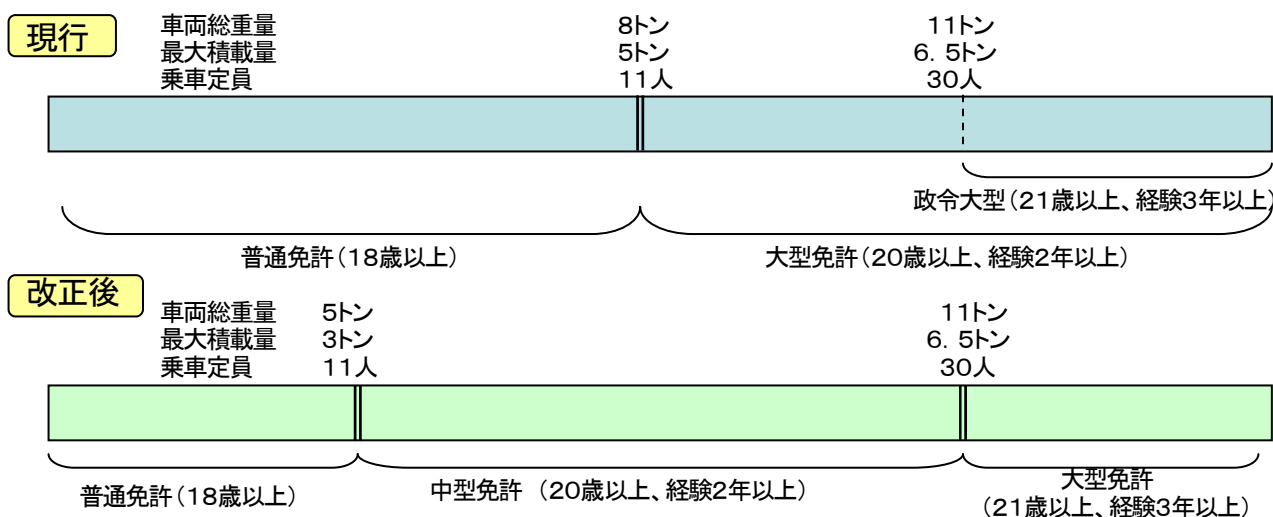 現行
車両総重量 8トン 11トン
最大積載量 5トン 6.5トン
乗車定員 11人 30人
政令大型(21歳以上、経験3年以上)
普通免許(18歳以上) 大型免許(20歳以上、経験2年以上)
改正後
車両総重量 5トン 11トン
最大積載量 3トン 6.5トン
乗車定員 11人 30人
普通免許(18歳以上) 中型免許 (20歳以上、経験2年以上) 大型免許
(21歳以上、経験3年以上)